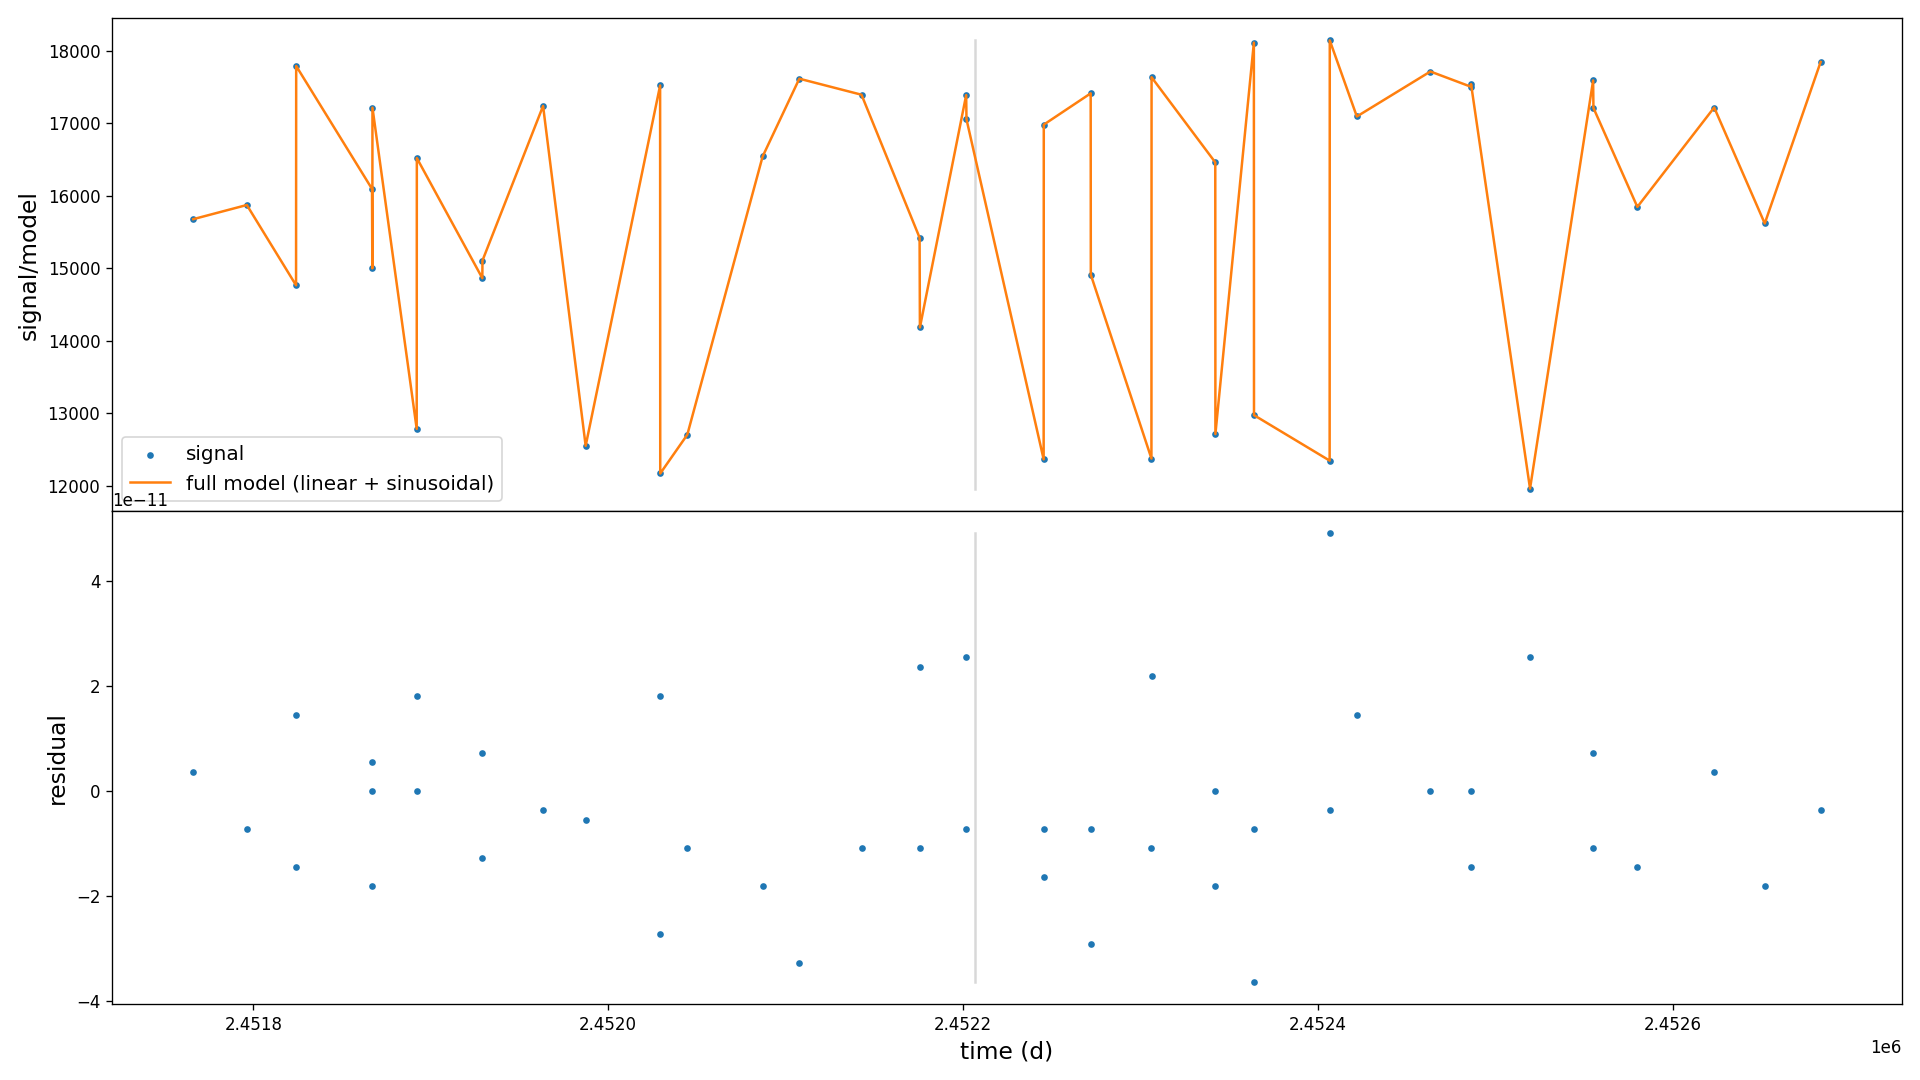 18000
17000
16000
15000
14000
13000
12000
signal/model
signal
full model (linear + sinusoidal)
1e−11
4
2
0
−2
−4
residual
2.4518
2.4520
2.4522
2.4524
2.4526
time (d)
1e6